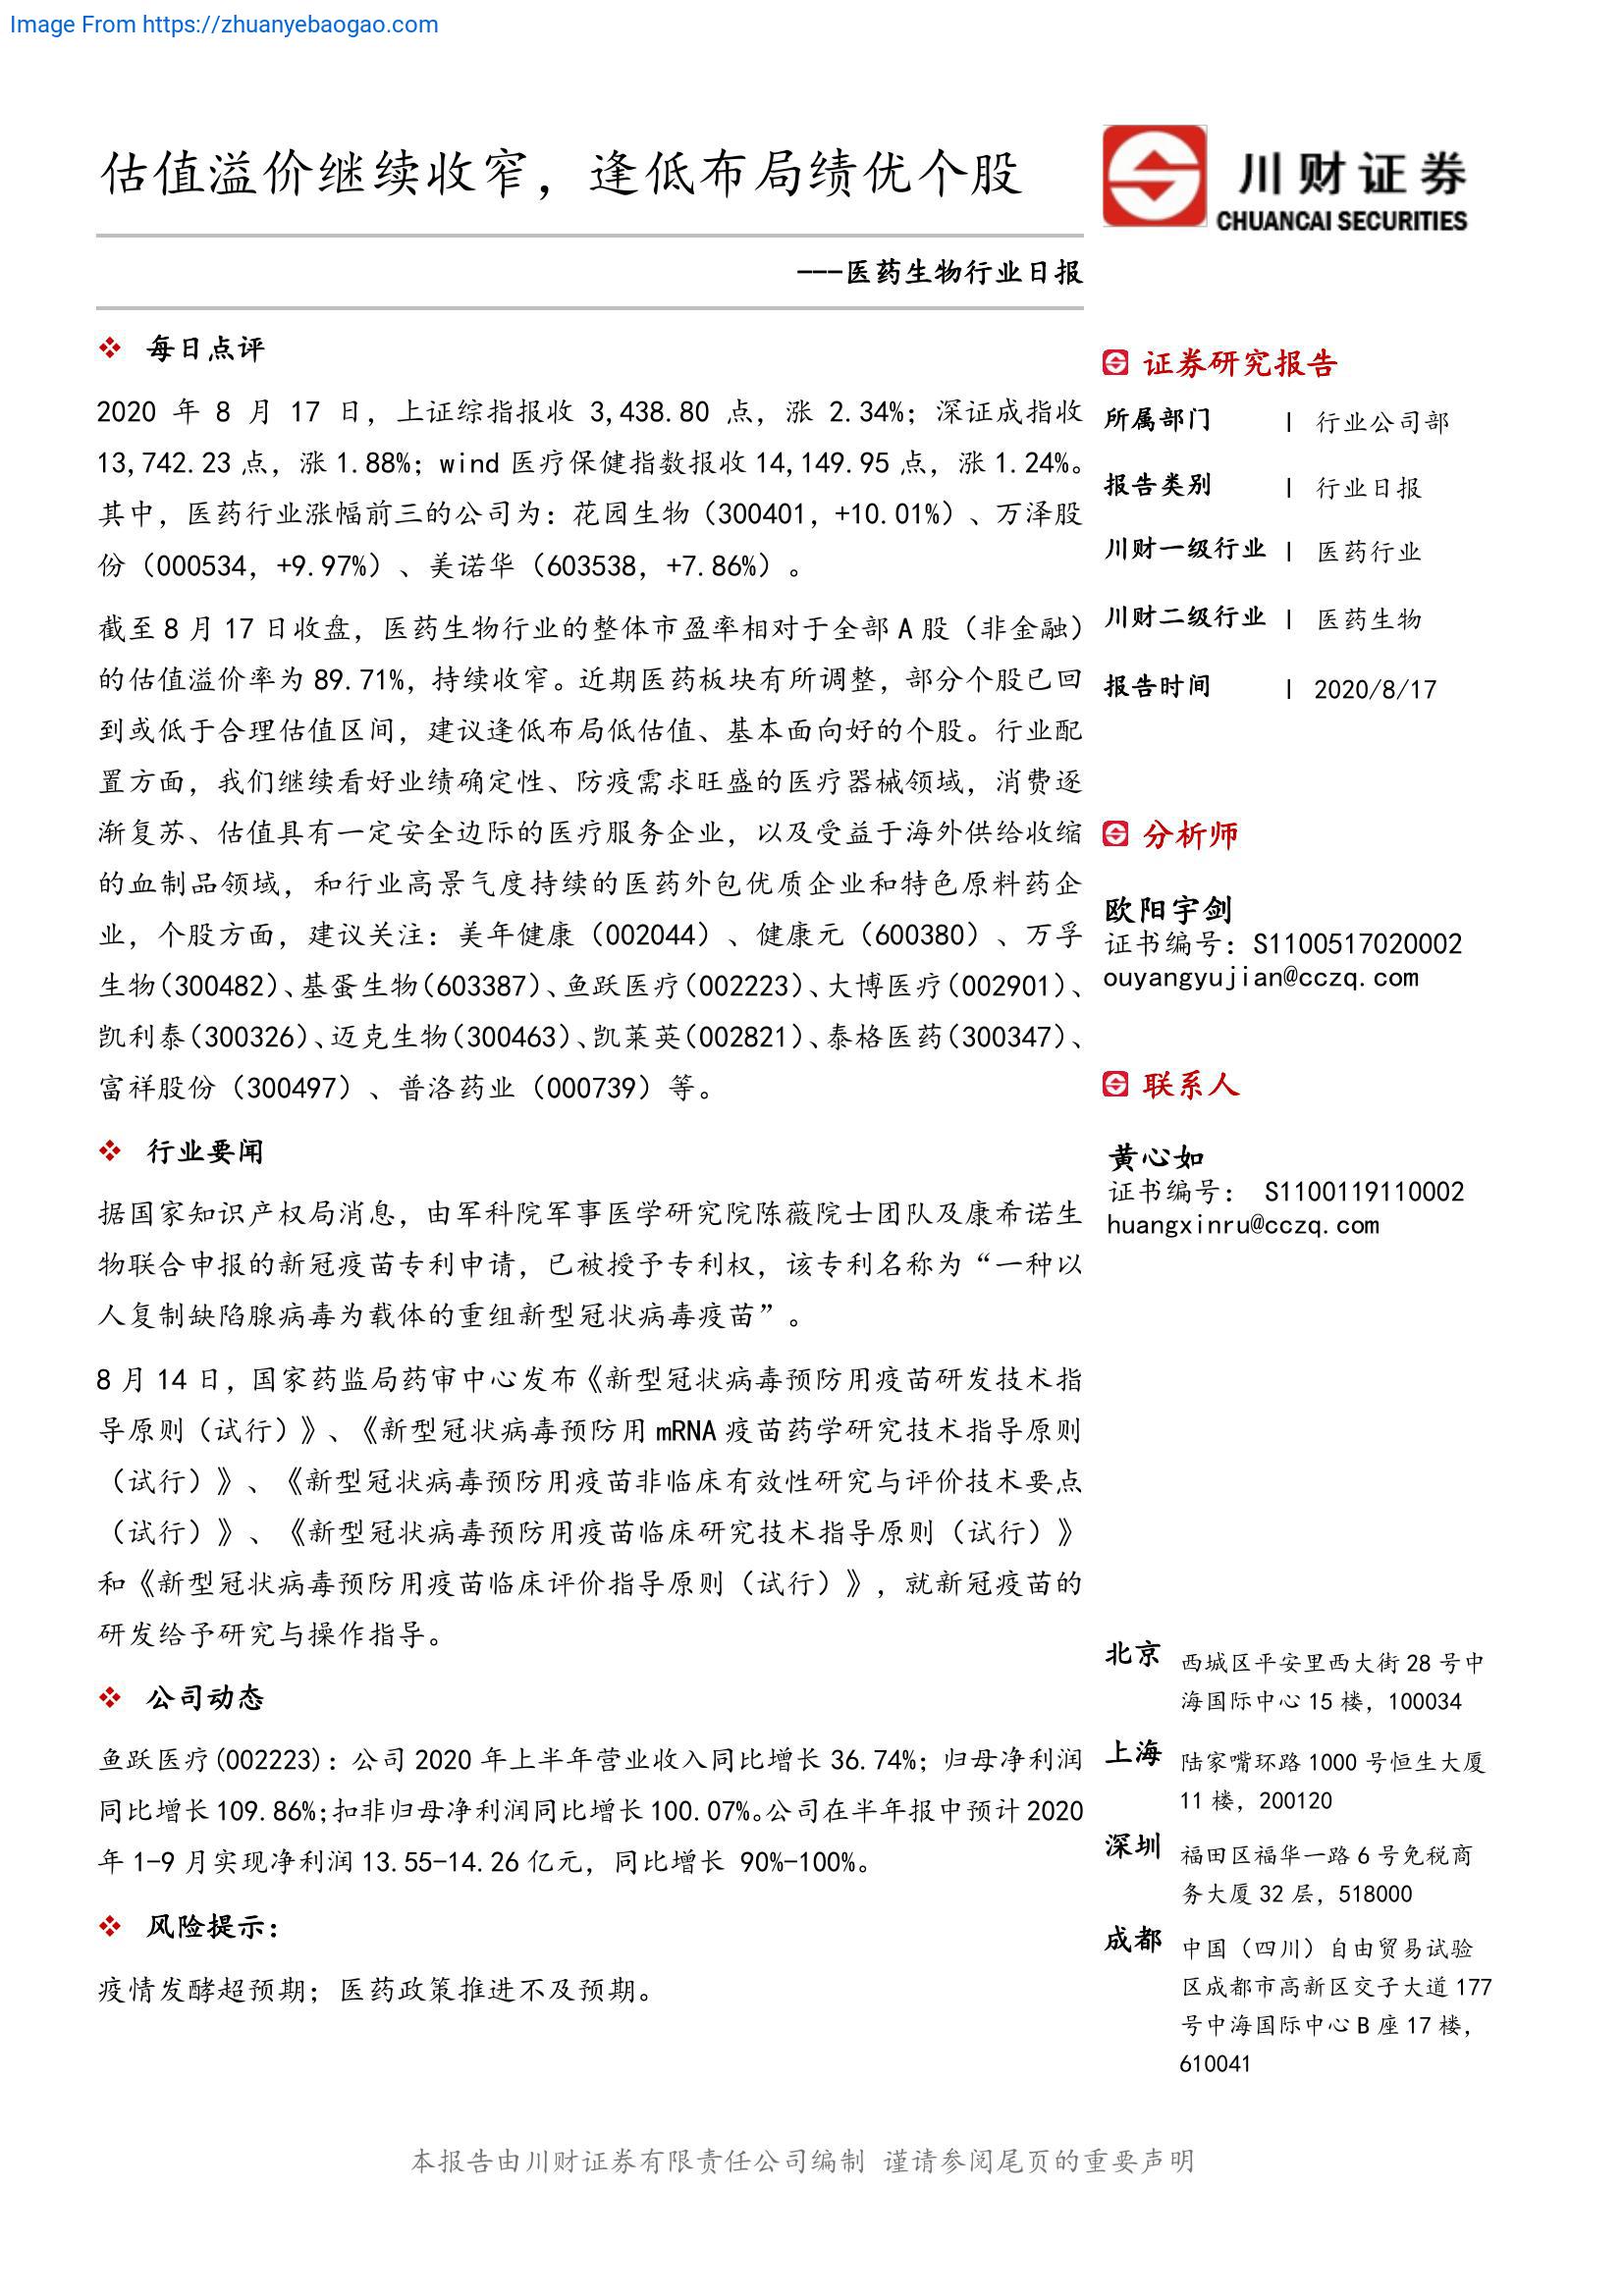 Image From https://zhuanyebaogao.com
估值溢价继续收窄，逢低布局绩优个股
川财证券
CHUANCAI SECURITIES
---医药生物行业日报
每日点评
2020 年 8 月 17 日，上证综指报收 3,438.80 点，涨 2.34%；深证成指收
13,742.23 点，涨 1.88%；wind 医疗保健指数报收 14,149.95 点，涨 1.24%。
其中，医药行业涨幅前三的公司为：花园生物（300401，+10.01%）、万泽股
份（000534，+9.97%）、美诺华（603538，+7.86%）。
截至 8 月 17 日收盘，医药生物行业的整体市盈率相对于全部 A 股（非金融）
的估值溢价率为 89.71%，持续收窄。近期医药板块有所调整，部分个股已回
到或低于合理估值区间，建议逢低布局低估值、基本面向好的个股。行业配
置方面，我们继续看好业绩确定性、防疫需求旺盛的医疗器械领域，消费逐
渐复苏、估值具有一定安全边际的医疗服务企业，以及受益于海外供给收缩
的血制品领域，和行业高景气度持续的医药外包优质企业和特色原料药企
业，个股方面，建议关注：美年健康（002044）、健康元（600380）、万孚
生物（300482）、基蛋生物（603387）、鱼跃医疗（002223）、大博医疗（002901）、
凯利泰（300326）、迈克生物（300463）、凯莱英（002821）、泰格医药（300347）、
富祥股份（300497）、普洛药业（000739）等。
行业要闻
据国家知识产权局消息，由军科院军事医学研究院陈薇院士团队及康希诺生
物联合申报的新冠疫苗专利申请，已被授予专利权，该专利名称为“一种以
人复制缺陷腺病毒为载体的重组新型冠状病毒疫苗”。
8 月 14 日，国家药监局药审中心发布《新型冠状病毒预防用疫苗研发技术指
导原则（试行）》、《新型冠状病毒预防用 mRNA 疫苗药学研究技术指导原则
（试行）》、《新型冠状病毒预防用疫苗非临床有效性研究与评价技术要点
（试行）》、《新型冠状病毒预防用疫苗临床研究技术指导原则（试行）》
和《新型冠状病毒预防用疫苗临床评价指导原则（试行）》，就新冠疫苗的
研发给予研究与操作指导。
公司动态
鱼跃医疗(002223)：公司 2020 年上半年营业收入同比增长 36.74%；归母净利润
同比增长 109.86%；扣非归母净利润同比增长 100.07%。公司在半年报中预计 2020
年 1-9 月实现净利润 13.55-14.26 亿元，同比增长 90%-100%。
风险提示：
疫情发酵超预期；医药政策推进不及预期。
证券研究报告
所属部门 | 行业公司部
报告类别 | 行业日报
川财一级行业 | 医药行业
川财二级行业 | 医药生物
报告时间 | 2020/8/17
分析师
欧阳宇剑
证书编号：S1100517020002
ouyangyujian@cczq.com
联系人
黄心如
证书编号： S1100119110002
huangxinru@cczq.com
北京 西城区平安里西大街 28 号中
海国际中心 15 楼，100034
上海 陆家嘴环路 1000 号恒生大厦
11 楼，200120
深圳 福田区福华一路 6 号免税商
务大厦 32 层，518000
成都 中国（四川）自由贸易试验
区成都市高新区交子大道 177
号中海国际中心 B 座 17 楼，
610041
本报告由川财证券有限责任公司编制 谨请参阅尾页的重要声明